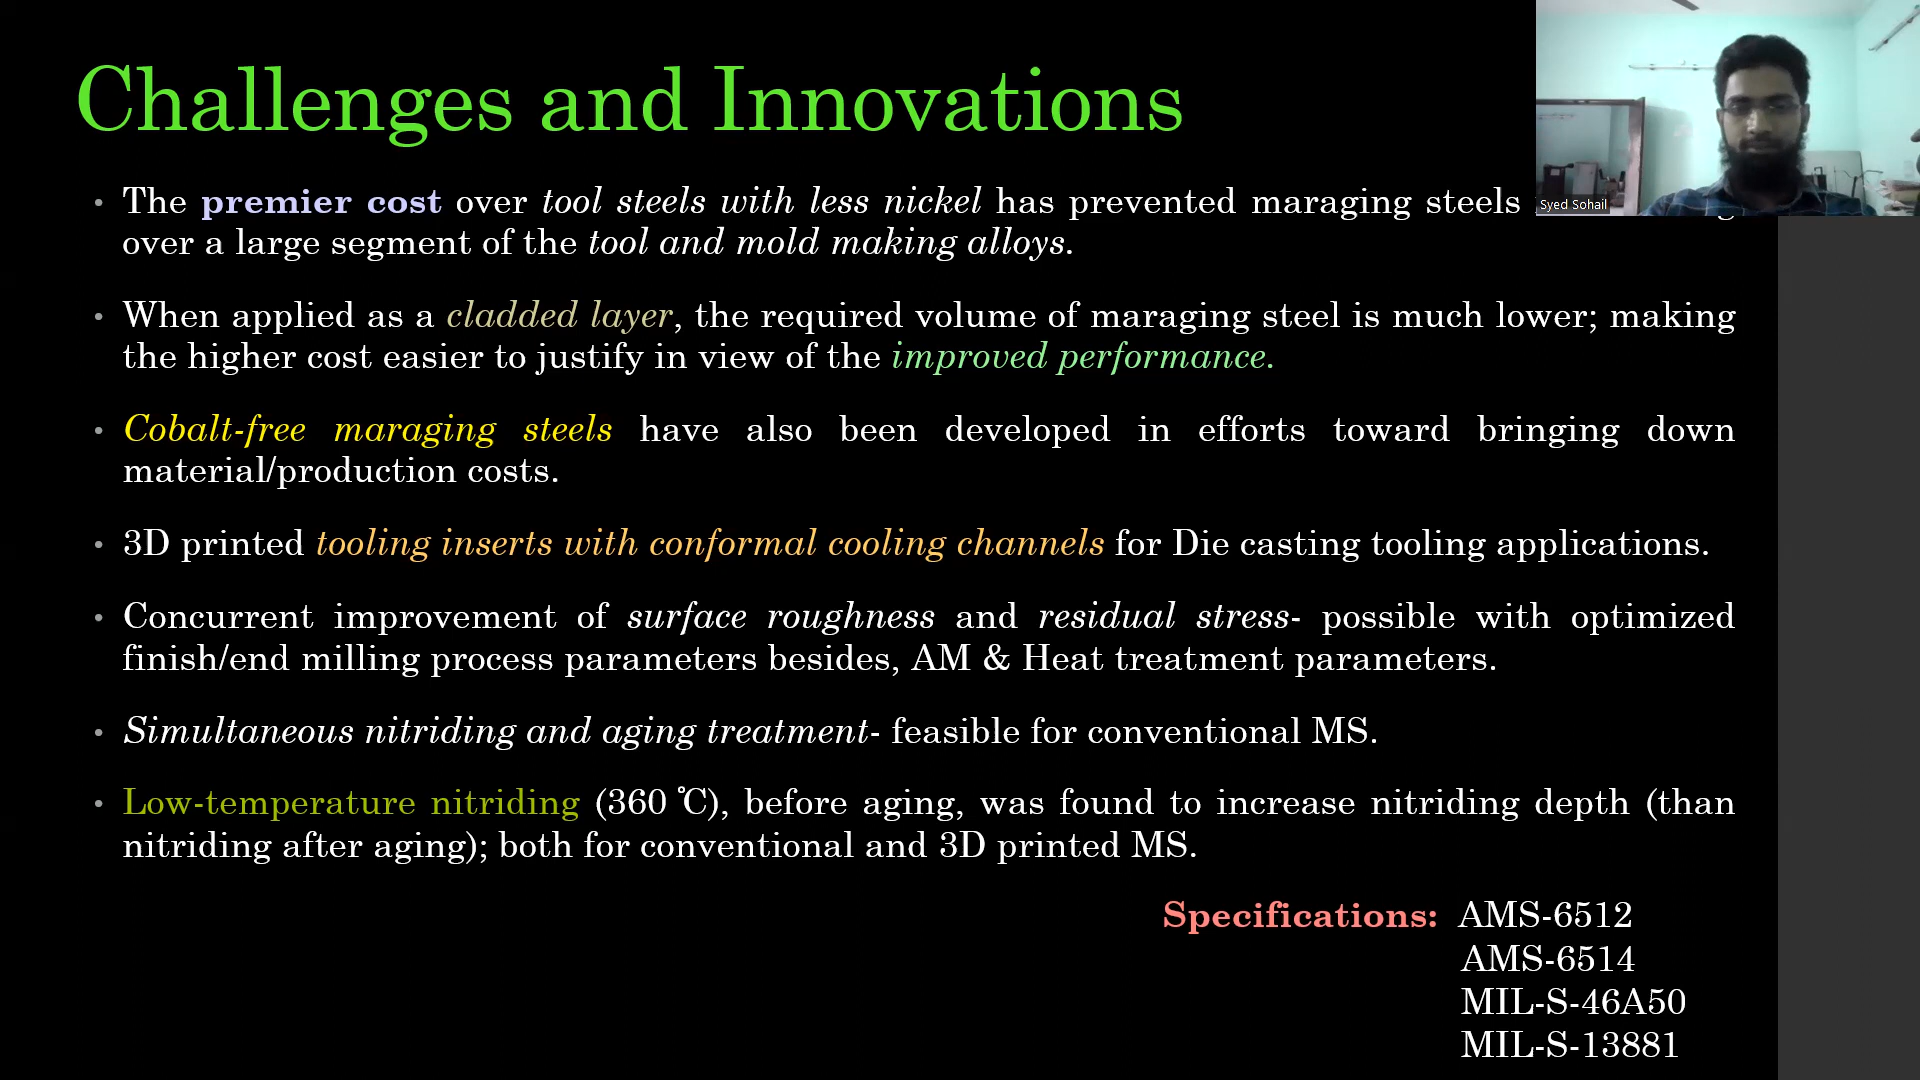 Challenges and Innovations
Syed Sohail
• The premier cost over tool steels with less nickel has prevented maraging steels
over a large segment of the tool and mold making alloys.
• When applied as a cladded layer, the required volume of maraging steel is much lower; making
the higher cost easier to justify in view of the improved performance.
• Cobalt-free maraging steels have also been developed in efforts toward bringing down
material/production costs.
• 3D printed tooling inserts with conformal cooling channels for Die casting tooling applications.
• Concurrent improvement of surface roughness and residual stress- possible with optimized
finish/end milling process parameters besides, AM & Heat treatment parameters.
• Simultaneous nitriding and aging treatment- feasible for conventional MS.
• Low-temperature nitriding (360 ℃), before aging, was found to increase nitriding depth (than
nitriding after aging); both for conventional and 3D printed MS.
Specifications: AMS-6512
AMS-6514
MIL-S-46A50
MIL-S-13881